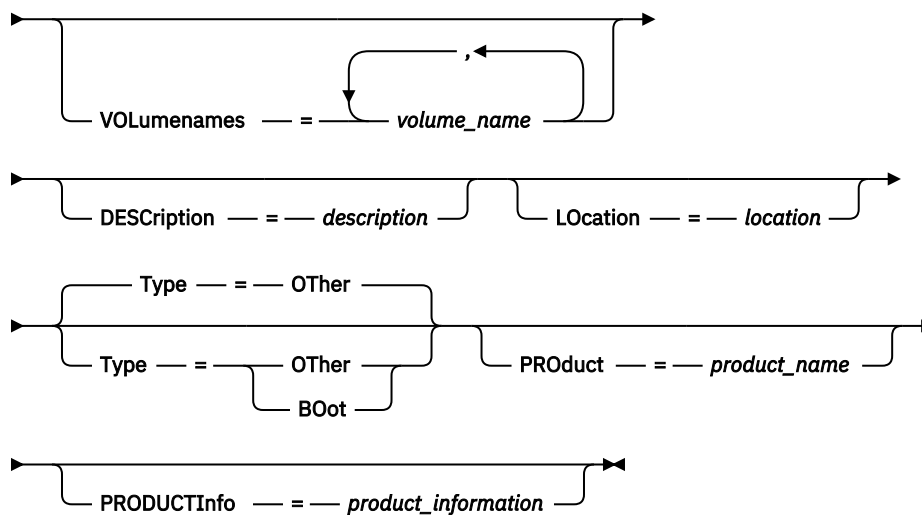 ,
VOLumenames = volume_name
DESCription = description LOcation = location
Type = OTher
Type = OTher PROduct = product_name
BOot
PRODUCTInfo = product_information